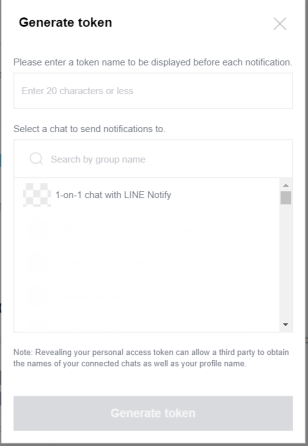 Generate token
Please enter a token name to be displayed before each notification.
Enter 20 characters or less
Select a chat to send notifications to.
Search by group name
1-on-1 chat with LINE Notify
Note: Revealing your personal access token can allow a third party to obtain
the names of your connected chats as well as your profile name.
Generate token